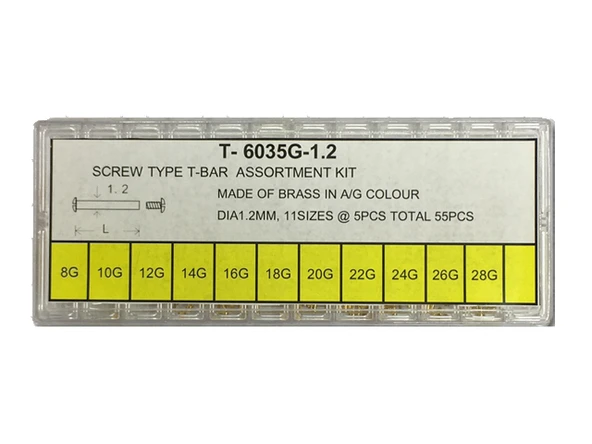 T- 6035G-1.2
SCREW TYPE T-BAR ASSORTMENT KIT
1. 2
MADE OF BRASS IN A/G COLOUR
L
DIA1.2MM, 11SIZES @ 5PCS TOTAL 55PCS
8G 10G 12G 14G 16G 18G 20G 22G 24G 26G 28G